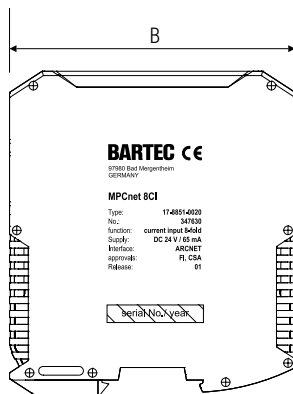 B
BARTEC CE
97980 Bad Mergentheim
GERMANY
MPCnet 8CI
Type: 17-8851-0020
No.: 347630
function: current input 8-fold
Supply: DC 24 V / 65 mA
Interface: ARCNET
approvals: FI, CSA
Release: 01
serial No./ year